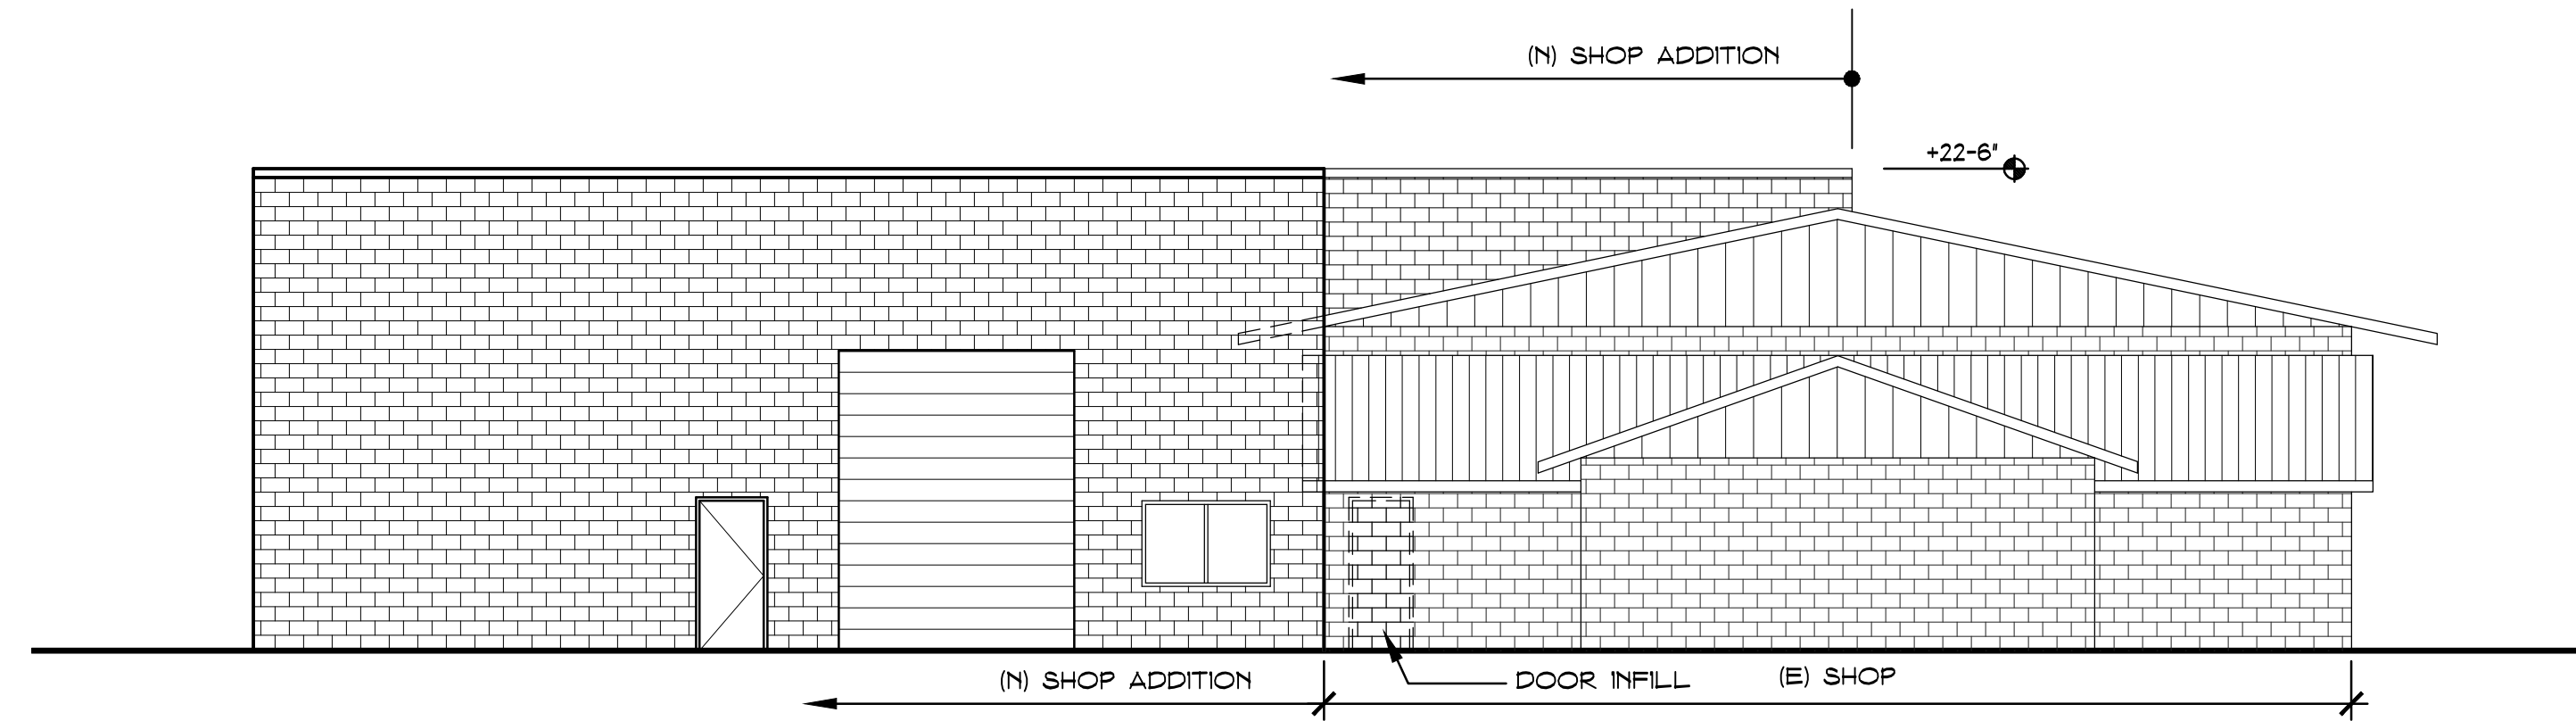 (N) SHOP ADDITION
+22-6"
(N) SHOP ADDITION
DOOR INFILL
(E) SHOP